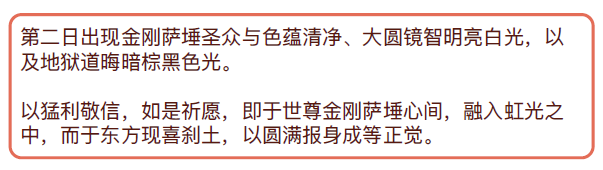 第二日出现金刚萨埵圣众与色蕴清净、大圆镜智明亮白光，以
及地狱道晦暗棕黑色光。
以猛利敬信，如是祈愿，即于世尊金刚萨埵心间，融入虹光之
中，而于东方现喜刹土，以圆满报身成等正觉。